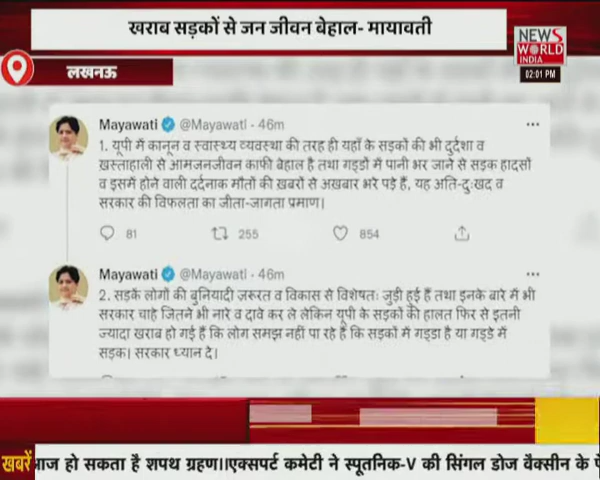 खराब सड़कों से जन जीवन बेहाल- मायावती
NEWS
WORLD
INDIA
02:01 PM
लखनऊ
Mayawati @Mayawati · 46m
1. यूपी में कानून व स्वास्थ्य व्यवस्था की तरह ही यहाँ के सड़कों की भी दुर्दशा व
खस्ताहाली से आमजनजीवन काफी बेहाल है तथा गड्डों में पानी भर जाने से सड़क हादसों
व इसमें होने वाली दर्दनाक मौतों की ख़बरों से अखबार भरे पड़े हैं, यह अति-दुःखद व
सरकार की विफलता का जीता-जागता प्रमाण।
81 255 854
Mayawati @Mayawati · 46m
2. सड़कें लोगों की बुनियादी ज़रूरत व विकास से विशेषतः जुड़ी हुई हैं तथा इनके बारे में भी
सरकार चाहे जितने भी नारे व दावे कर ले लेकिन यूपी के सड़कों की हालत फिर से इतनी
ज्यादा खराब हो गई हैं कि लोग समझ नहीं पा रहे हैं कि सड़कों में गड्डा है या गड्डे में
सड़क। सरकार ध्यान दे।
खबरें आज हो सकता है शपथ ग्रहण।।एक्सपर्ट कमेटी ने स्पूतनिक-V की सिंगल डोज वैक्सीन के